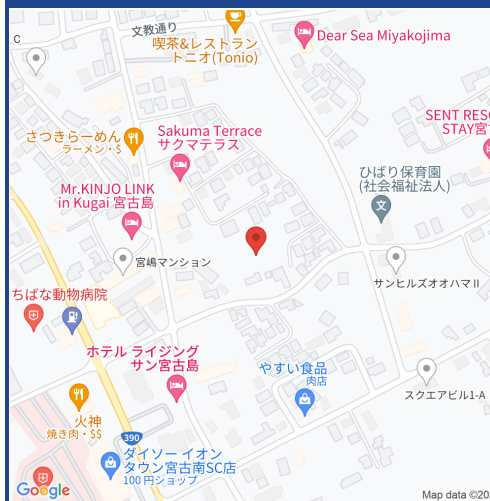 文教通り
C
喫茶&レストラン
トニオ(Tonio)
Dear Sea Miyakojima
さつきらーめん
ラーメン・$
Sakuma Terrace
サクマテラス
SENT RESO
STAY宮
ひばり保育園
(社会福祉法人)
Mr.KINJO LINK
in Kugai 宮古島
宮嶋マンション
サンヒルズオオハマⅡ
ちばな動物病院
ホテル ライジング
サン宮古島
やすい食品
肉店
スクエアビル1-A
火神
焼き肉・$$
390
ダイソー イオン
タウン宮古南SC店
100 円ショップ
Google
Map data ©20